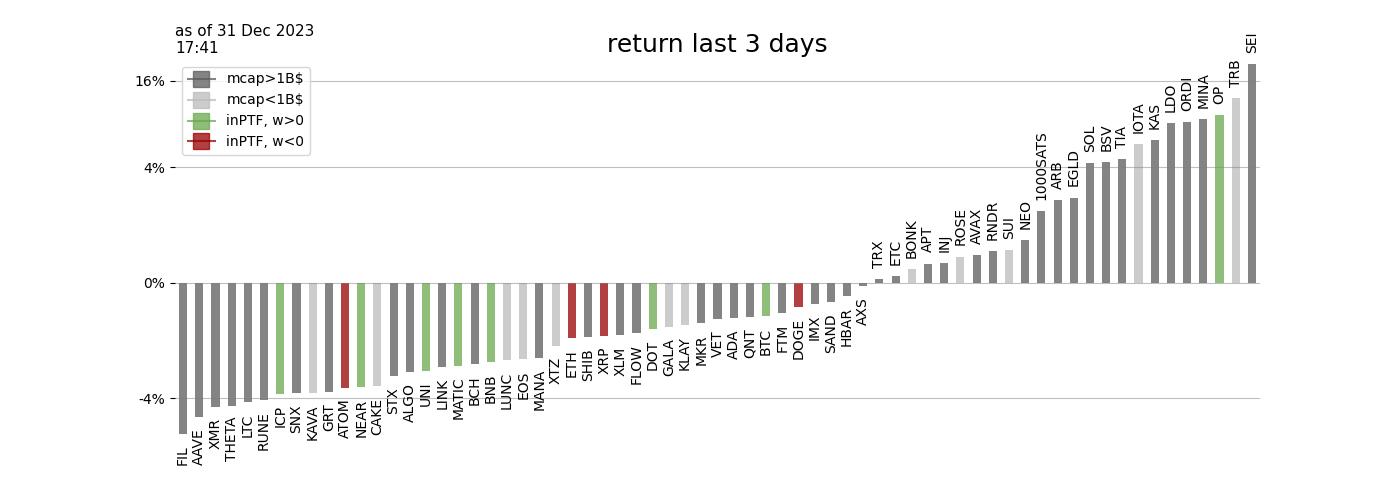 as of 31 Dec 2023
17:41
return last 3 days
mcap>1B$
mcap<1B$
inPTF, w>0
inPTF, w<0
16%
4%
0%
-4%
FIL
AAVE
XMR
THETA
LTC
RUNE
ICP
SNX
KAVA
GRT
ATOM
NEAR
CAKE
STX
ALGO
UNI
LINK
MATIC
BCH
BNB
LUNC
EOS
MANA
XTZ
ETH
SHIB
XRP
XLM
FLOW
DOT
GALA
KLAY
MKR
VET
ADA
QNT
BTC
FTM
DOGE
IMX
SAND
HBAR
AXS
TRX
ETC
BONK
APT
INJ
ROSE
AVAX
RNDR
SUI
NEO
1000SATS
ARB
EGLD
SOL
BSV
TIA
IOTA
KAS
LDO
ORDI
MINA
OP
TRB
SEI